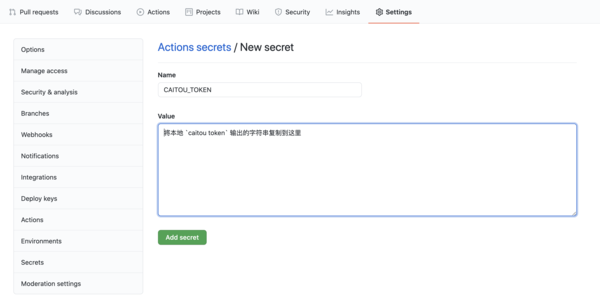 Pull requests Discussions Actions Projects Wiki Security Insights Settings
Options
Manage access
Security & analysis
Branches
Webhooks
Notifications
Integrations
Deploy keys
Actions
Environments
Secrets
Moderation settings
Actions secrets / New secret
Name
CAITOU_TOKEN
Value
将本地 `caitou token` 输出的字符串复制到这里
Add secret